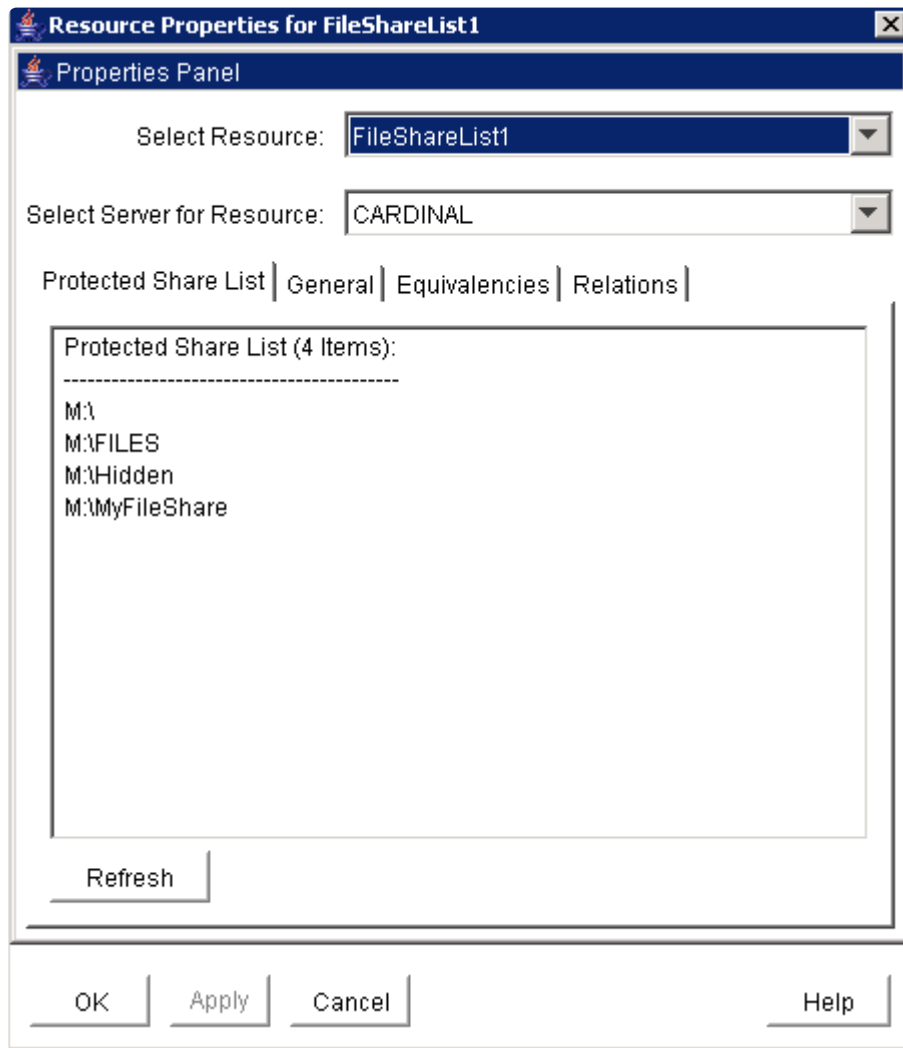 Resource Properties for FileShareList1
Properties Panel
Select Resource: FileShareList1
Select Server for Resource: CARDINAL
Protected Share List General Equivalencies Relations
Protected Share List (4 Items):
------------------------------------------
M:\
M:\FILES
M:\Hidden
M:\MyFileShare
Refresh
OK Apply Cancel Help